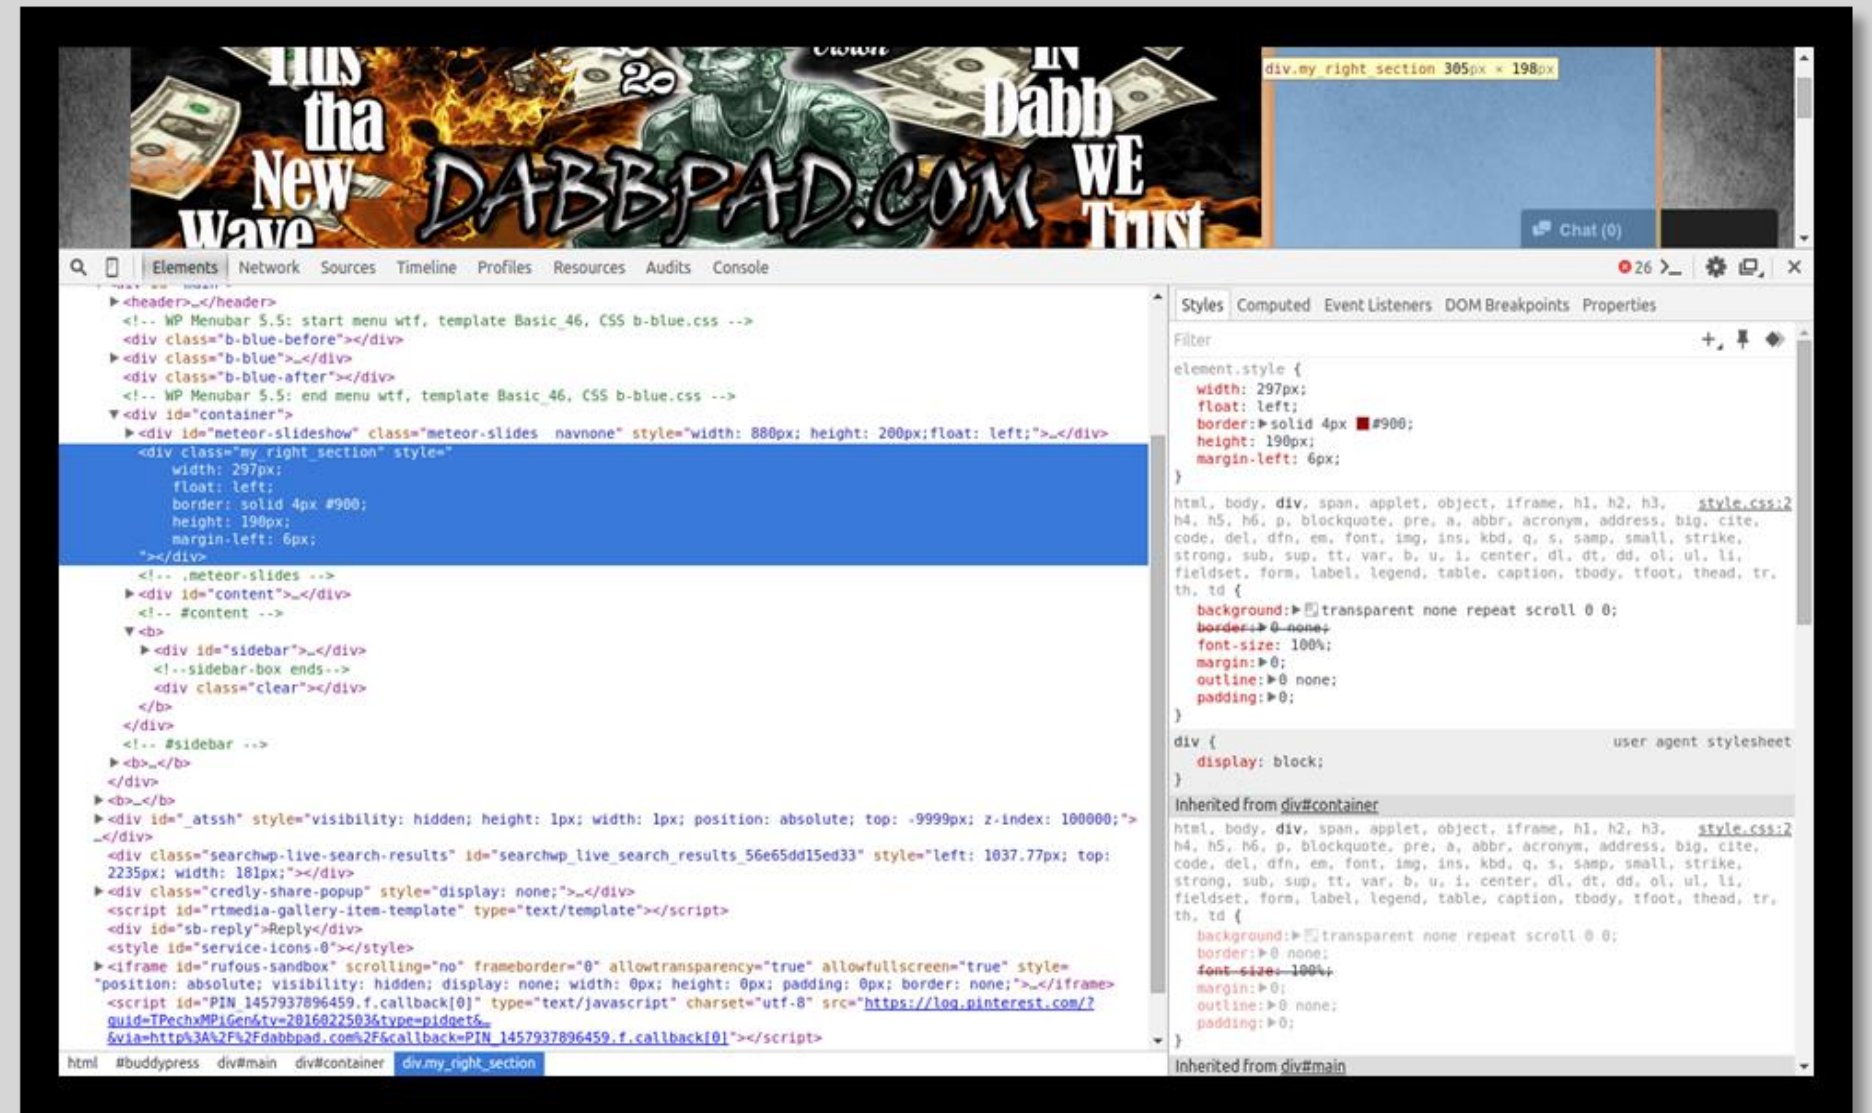 This
tha
New
Wave
20
Vision
DABBPAD.COM
IN
Dabb
WE
Trust
div.my_right_section 305px × 198px
Chat (0)
Elements Network Sources Timeline Profiles Resources Audits Console
26
▶<header>…</header>
<!-- WP Menubar 5.5: start menu wtf, template Basic_46, CSS b-blue.css -->
<div class="b-blue-before"></div>
▶<div class="b-blue">…</div>
<div class="b-blue-after"></div>
<!-- WP Menubar 5.5: end menu wtf, template Basic_46, CSS b-blue.css -->
▼<div id="container">
▶<div id="meteor-slideshow" class="meteor-slides  navnone" style="width: 880px; height: 200px;float: left;">…</div>
<div class="my_right_section" style="
width: 297px;
float: left;
border: solid 4px #900;
height: 190px;
margin-left: 6px;
"></div>
<!-- .meteor-slides -->
▶<div id="content">…</div>
<!-- #content -->
▼<b>
▶<div id="sidebar">…</div>
<!--sidebar-box ends-->
<div class="clear"></div>
</b>
</div>
<!-- #sidebar -->
▶<b>…</b>
</div>
▶<b>…</b>
▶<div id="_atssh" style="visibility: hidden; height: 1px; width: 1px; position: absolute; top: -9999px; z-index: 100000;">
…</div>
<div class="searchwp-live-search-results" id="searchwp_live_search_results_56e65dd15ed33" style="left: 1037.77px; top:
2235px; width: 181px;"></div>
▶<div class="credly-share-popup" style="display: none;">…</div>
<script id="rtmedia-gallery-item-template" type="text/template"></script>
<div id="sb-reply">Reply</div>
<style id="service-icons-0"></style>
▶<iframe id="rufous-sandbox" scrolling="no" frameborder="0" allowtransparency="true" allowfullscreen="true" style=
"position: absolute; visibility: hidden; display: none; width: 0px; height: 0px; padding: 0px; border: none;">…</iframe>
<script id="PIN_1457937896459.f.callback[0]" type="text/javascript" charset="utf-8" src="https://log.pinterest.com/?
guid=TPechxMPiGen&tv=2016022503&type=pidget&…
&via=http%3A%2F%2Fdabbpad.com%2F&callback=PIN_1457937896459.f.callback[0]"></script>
html #buddypress div#main div#container div.my_right_section
Styles Computed Event Listeners DOM Breakpoints Properties
Filter
element.style {
width: 297px;
float: left;
border:▶solid 4px #900;
height: 190px;
margin-left: 6px;
}
html, body, div, span, applet, object, iframe, h1, h2, h3, style.css:2
h4, h5, h6, p, blockquote, pre, a, abbr, acronym, address, big, cite,
code, del, dfn, em, font, img, ins, kbd, q, s, samp, small, strike,
strong, sub, sup, tt, var, b, u, i, center, dl, dt, dd, ol, ul, li,
fieldset, form, label, legend, table, caption, tbody, tfoot, thead, tr,
th, td {
background:▶transparent none repeat scroll 0 0;
border:▶0 none;
font-size: 100%;
margin:▶0;
outline:▶0 none;
padding:▶0;
}
div { user agent stylesheet
display: block;
}
Inherited from div#container
html, body, div, span, applet, object, iframe, h1, h2, h3, style.css:2
h4, h5, h6, p, blockquote, pre, a, abbr, acronym, address, big, cite,
code, del, dfn, em, font, img, ins, kbd, q, s, samp, small, strike,
strong, sub, sup, tt, var, b, u, i, center, dl, dt, dd, ol, ul, li,
fieldset, form, label, legend, table, caption, tbody, tfoot, thead, tr,
th, td {
background:▶transparent none repeat scroll 0 0;
border:▶0 none;
font-size: 100%;
margin:▶0;
outline:▶0 none;
padding:▶0;
}
Inherited from div#main